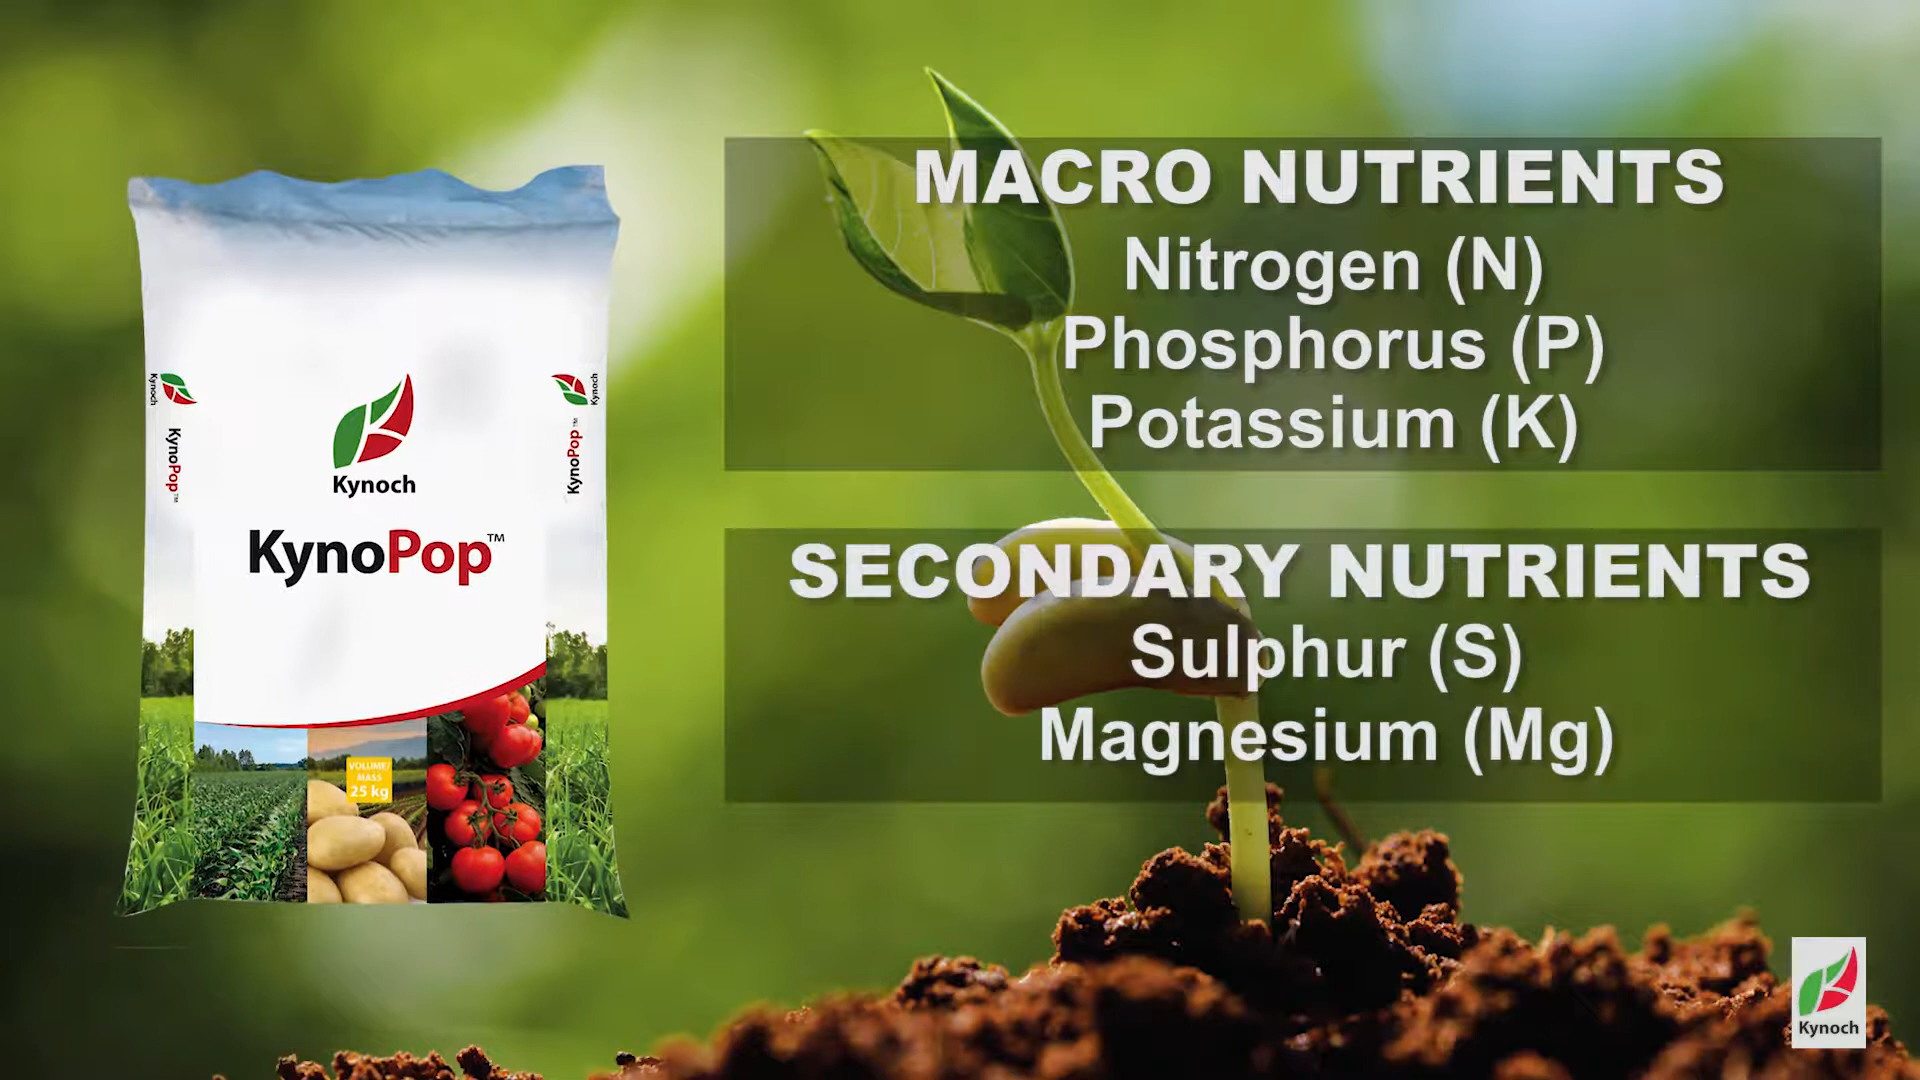 MACRO NUTRIENTS
Nitrogen (N)
Phosphorus (P)
Potassium (K)
SECONDARY NUTRIENTS
Sulphur (S)
Magnesium (Mg)
Kynoch
KynoPop™
Kynoch
KynoPop™
Kynoch
KynoPop™
VOLUME/
MASS
25 kg
Kynoch